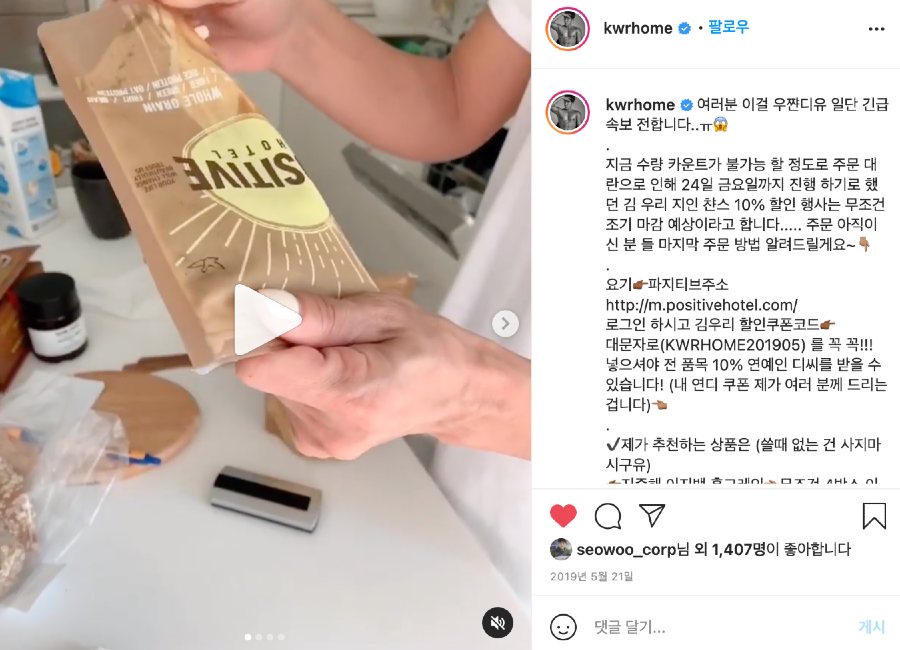 WHOLE GRAIN
SITIVE
HOTEL
kwrhome • 팔로우
kwrhome 여러분 이걸 우짠디유 일단 긴급
속보 전합니다..ㅠ😱
.
지금 수량 카운트가 불가능 할 정도로 주문 대
란으로 인해 24일 금요일까지 진행 하기로 했
던 김 우리 지인 찬스 10% 할인 행사는 무조건
조기 마감 예상이라고 합니다..... 주문 아직이
신 분 들 마지막 주문 방법 알려드릴게요~👇🏽
.
요기👉🏽파지티브주소
http://m.positivehotel.com/
로그인 하시고 김우리 할인쿠폰코드👉🏽
대문자로(KWRHOME201905) 를 꼭 꼭!!!
넣으셔야 전 품목 10% 연예인 디씨를 받을 수
있습니다! (내 연디 쿠폰 제가 여러 분께 드리는
겁니다)👈🏽
.
✔제가 추천하는 상품은 (쓸때 없는 건 사지마
시구유)
seowoo_corp님 외 1,407명이 좋아합니다
2019년 5월 21일
댓글 달기...
게시